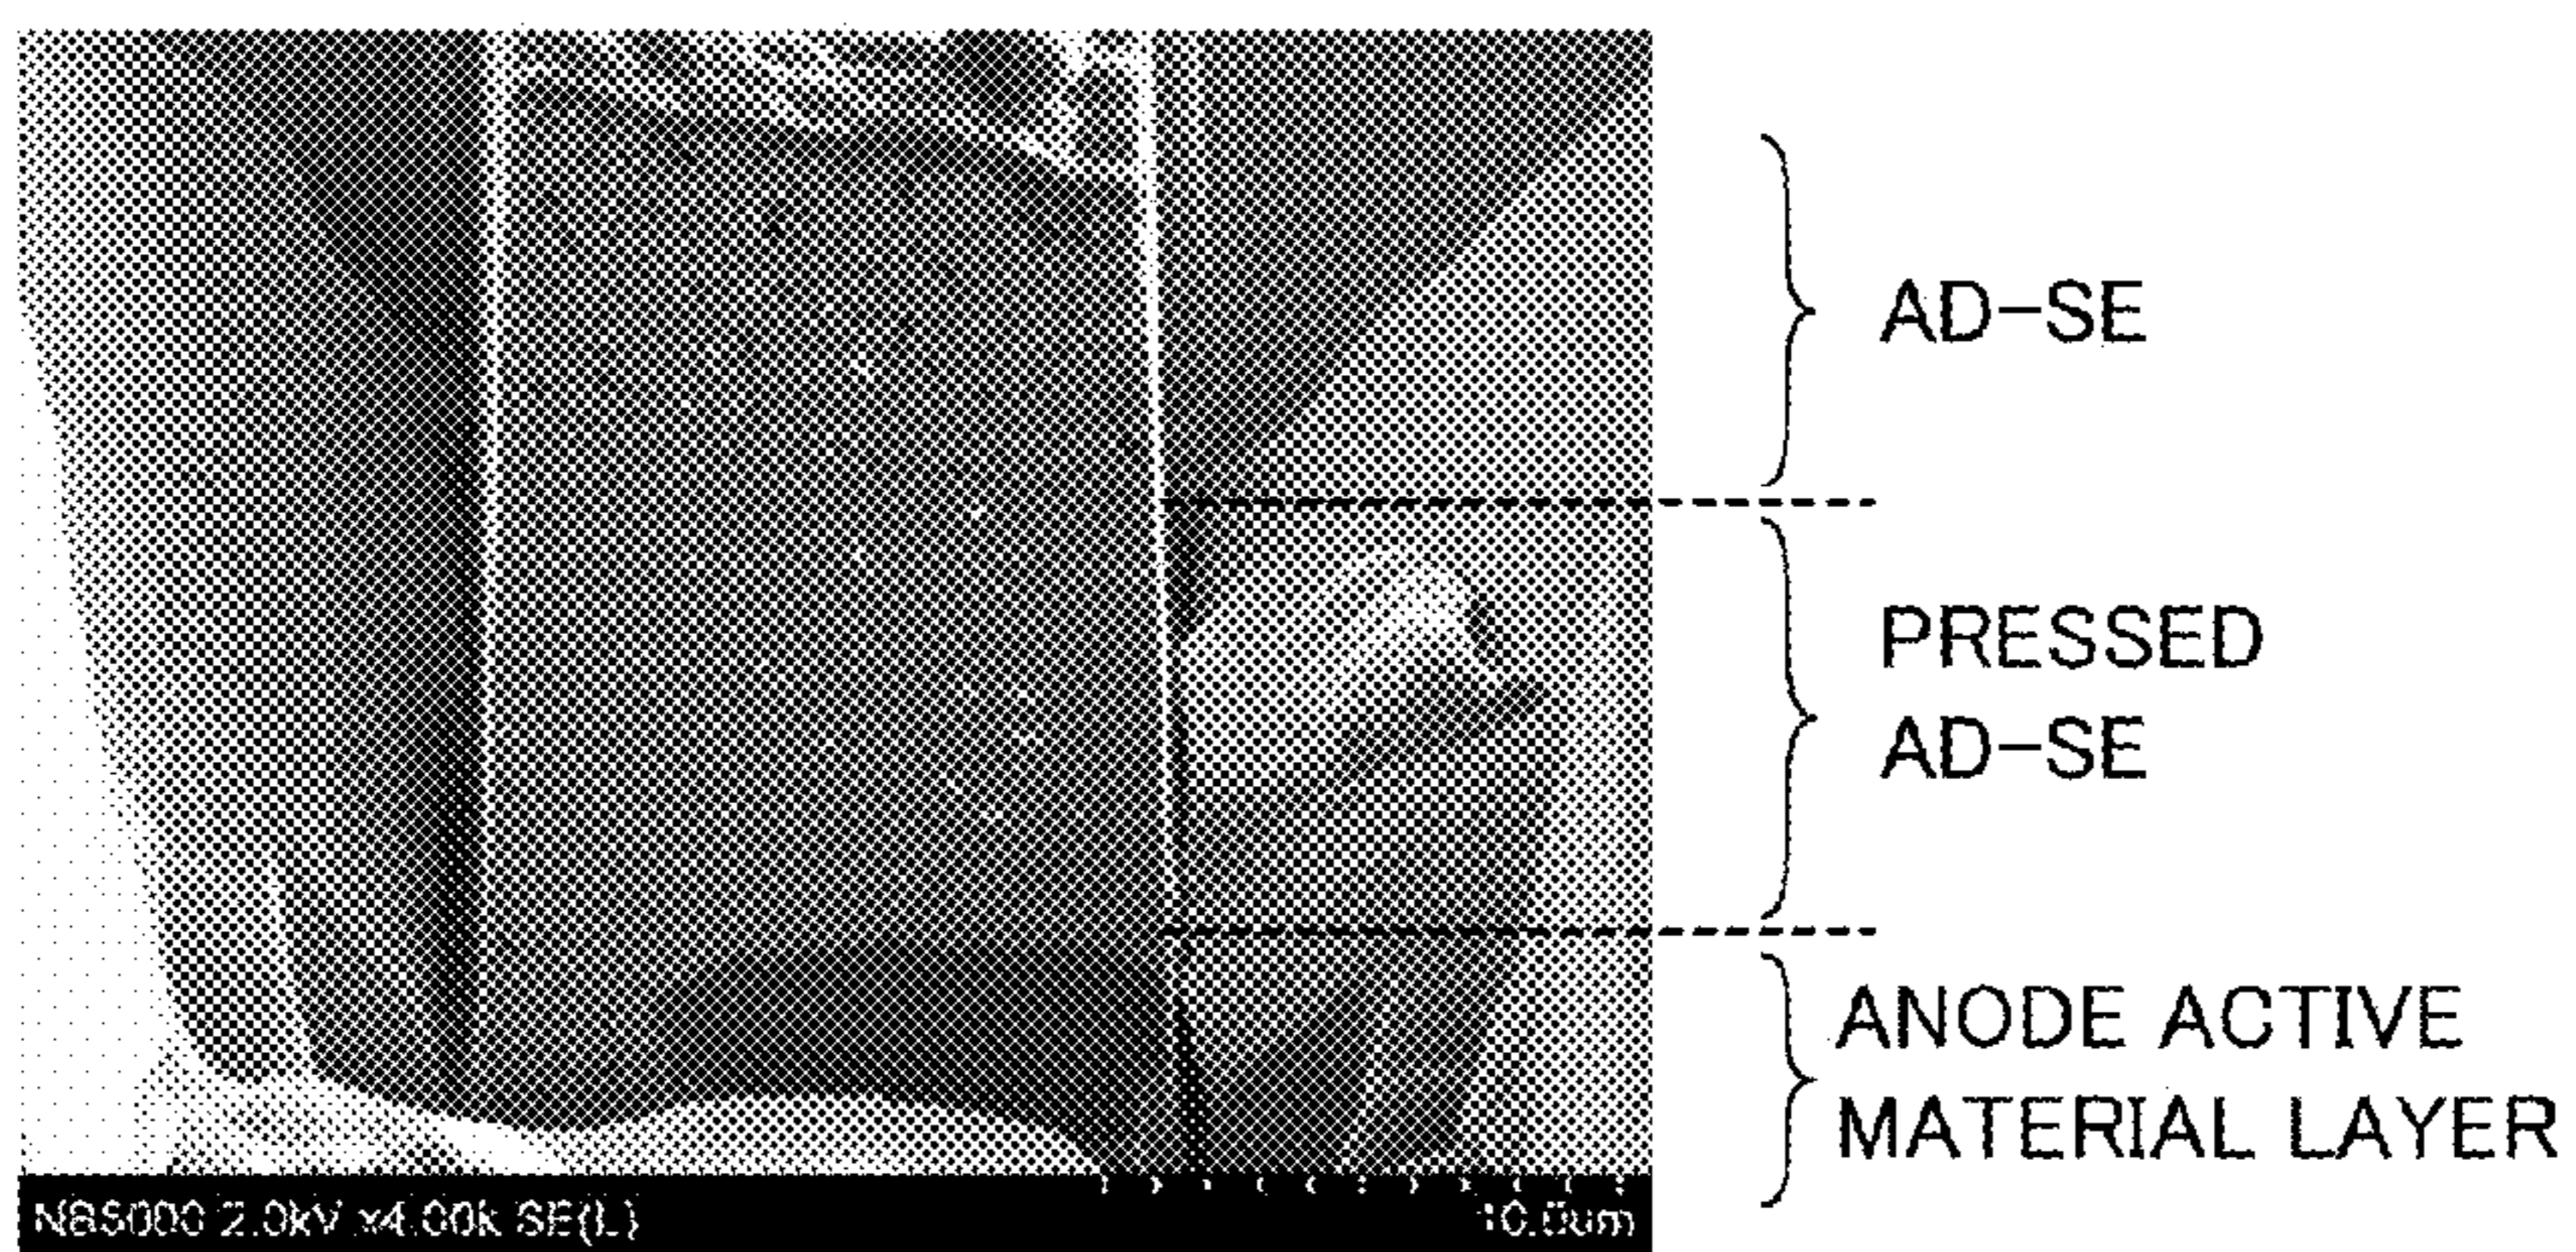 AD-SE
PRESSED
AD-SE
ANODE ACTIVE
MATERIAL LAYER
NB5000 2.0kV x4.00k SE(L)
10.0um